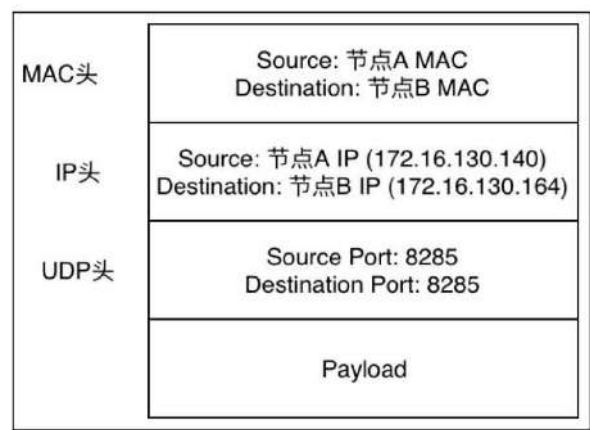 MAC头
Source: 节点A MAC
Destination: 节点B MAC
IP头
Source: 节点A IP (172.16.130.140)
Destination: 节点B IP (172.16.130.164)
UDP头
Source Port: 8285
Destination Port: 8285
Payload